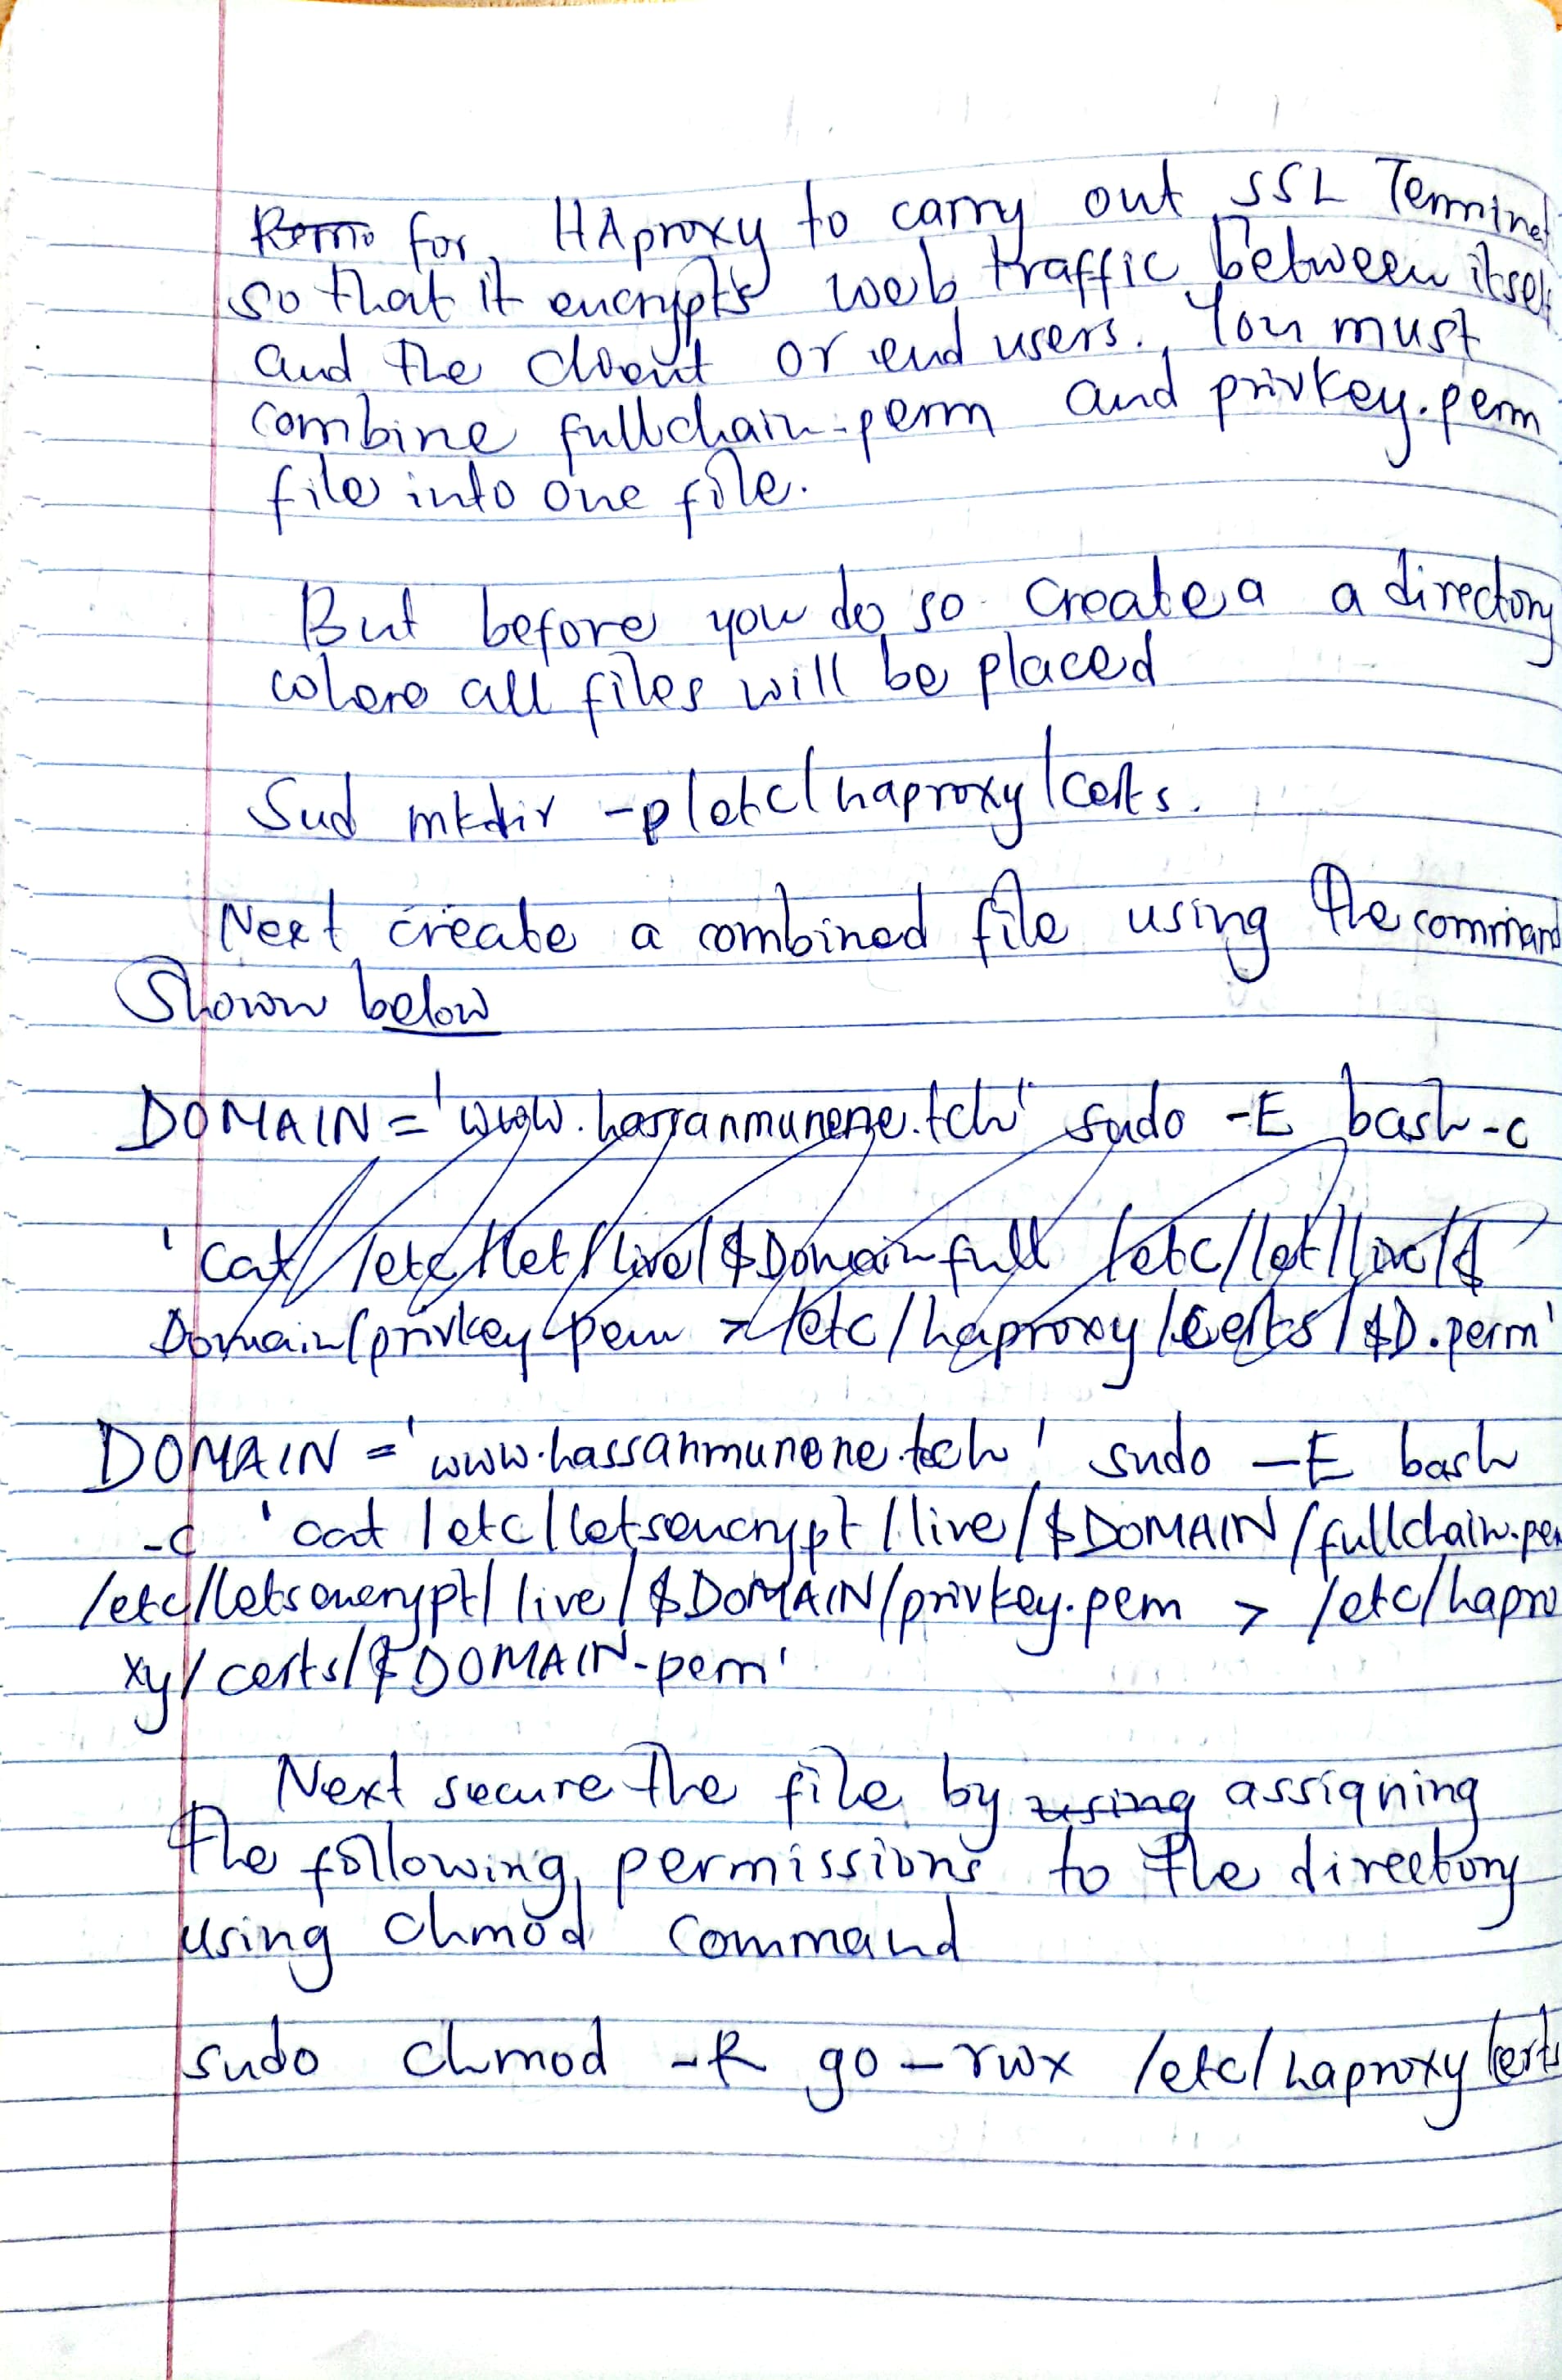 for HAproxy to carry out SSL Terminat
so that it encrypts web traffic between itself
and the client or end users. You must
combine fullchain.perm and privkey.perm
file into one file.
But before you do so create a a directory
where all files will be placed
Sud mkdir -p/etc/haproxy/certs.
Next create a combined file using the command
Shown below
DOMAIN='www.hassanmunene.tch' sudo -E bash -c
'cat /etc/let/live/$Domain full /etc/let/live/$
Domain/privkey pem > /etc/haproxy/certs/$D.perm'
DOMAIN='www.hassanmunene.tech' sudo -E bash
-c 'cat /etc/letsencrypt/live/$DOMAIN/fullchain.pem
/etc/letsencrypt/live/$DOMAIN/privkey.pem > /etc/hapro
xy/certs/$DOMAIN.pem'
Next secure the file by using assigning
the following permissions to the directory
using chmod command
sudo chmod -R go-rwx /etc/haproxy/certs